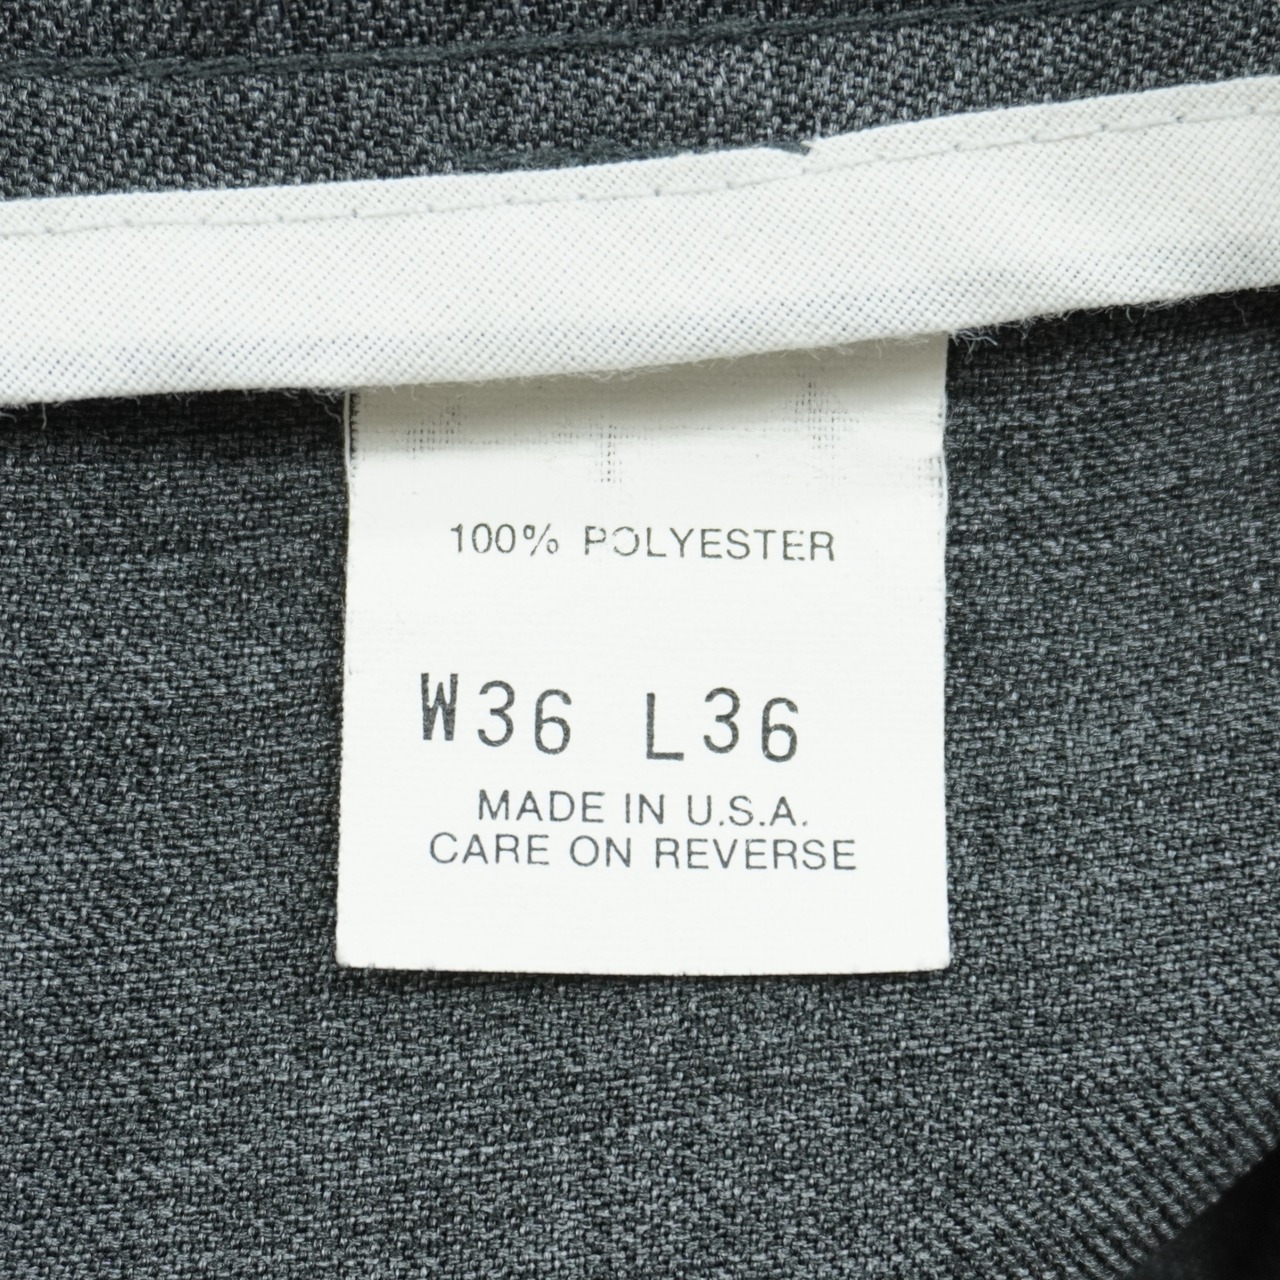 100% POLYESTER
W36 L36
MADE IN U.S.A.
CARE ON REVERSE